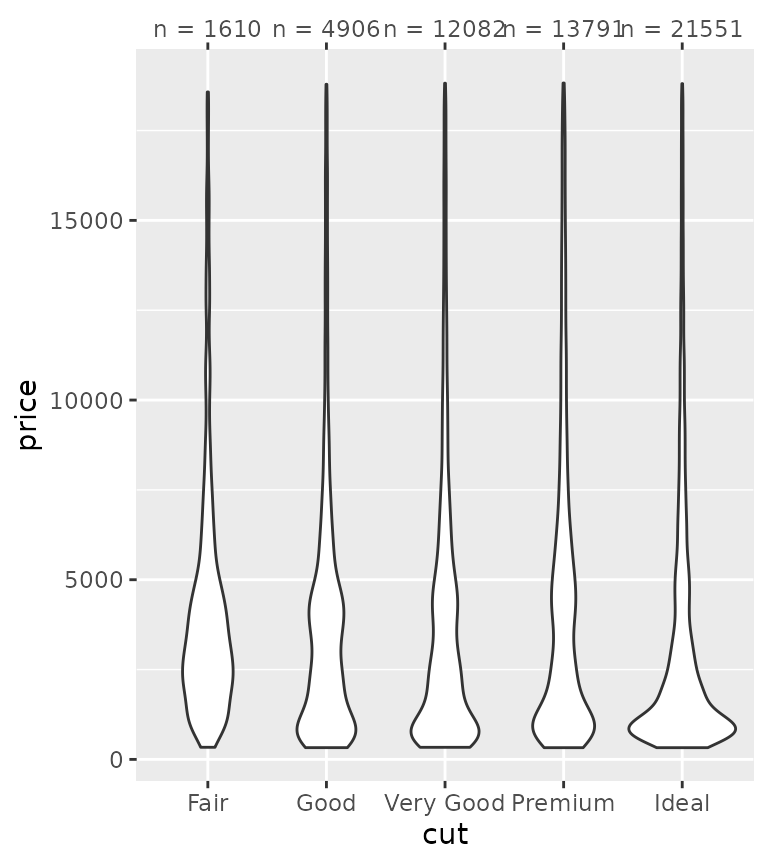 n = 1610 n = 4906 n = 12082 n = 13791 n = 21551
15000
10000
price
5000
0
Fair Good Very Good Premium Ideal
cut